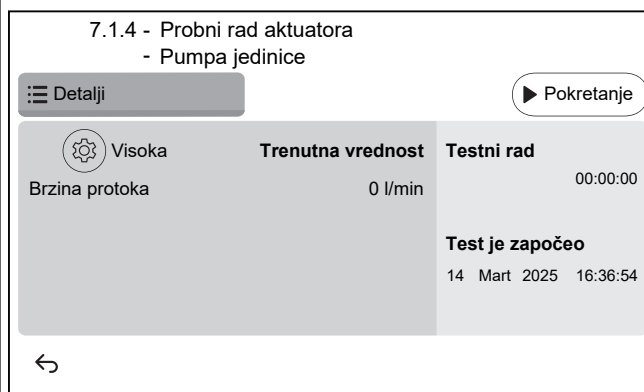 7.1.4 - Probni rad aktuatora
- Pumpa jedinice
Detalji
Pokretanje
Visoka Trenutna vrednost
Brzina protoka 0 l/min
Testni rad
00:00:00
Test je započeo
14 Mart 2025 16:36:54